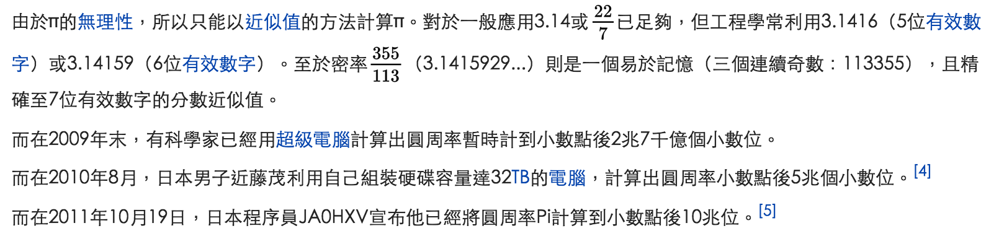 由於π的無理性，所以只能以近似值的方法計算π。對於一般應用3.14或22/7已足夠，但工程學常利用3.1416（5位有效數
字）或3.14159（6位有效數字）。至於密率355/113（3.1415929...）則是一個易於記憶（三個連續奇數：113355），且精
確至7位有效數字的分數近似值。
而在2009年末，有科學家已經用超級電腦計算出圓周率暫時計到小數點後2兆7千億個小數位。
而在2010年8月，日本男子近藤茂利用自己組裝硬碟容量達32TB的電腦，計算出圓周率小數點後5兆個小數位。[4]
而在2011年10月19日，日本程序員JA0HXV宣布他已經將圓周率Pi計算到小數點後10兆位。[5]